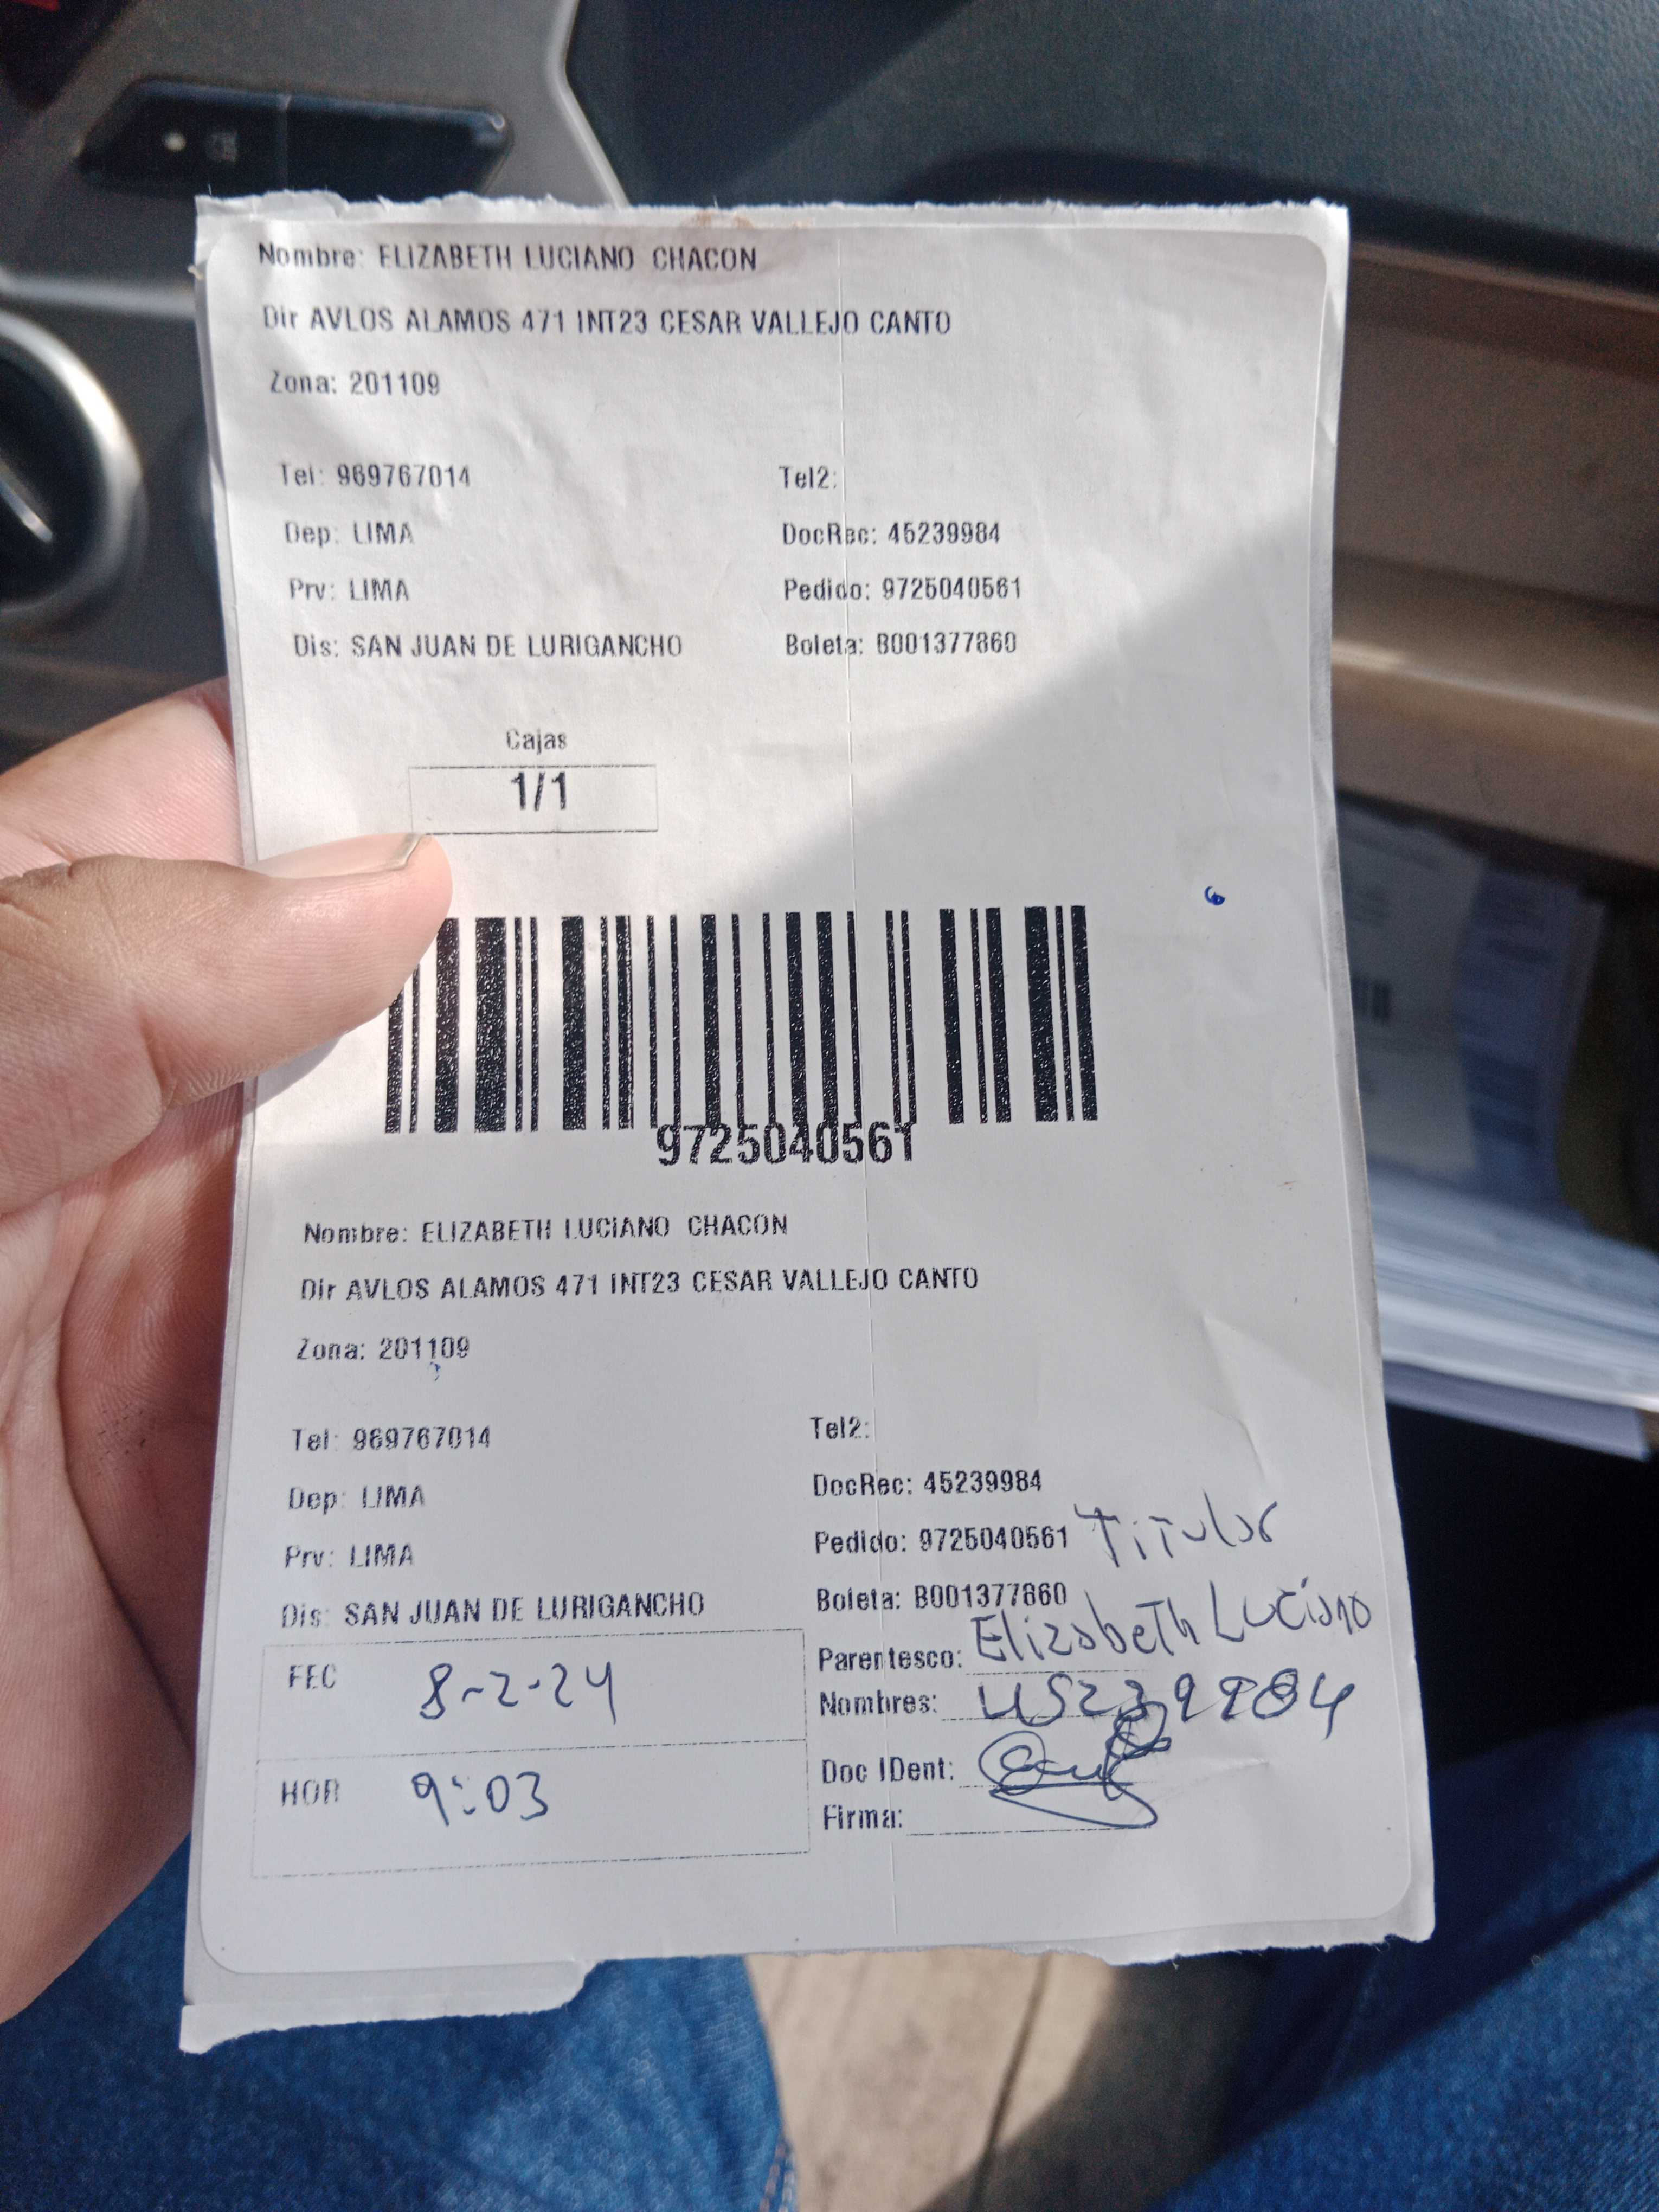 Nombre: ELIZABETH LUCIANO CHACON
Dir AVLOS ALAMOS 471 INT23 CESAR VALLEJO CANTO
Zona: 201109
Tel: 969767014 Tel2:
Dep: LIMA DocRec: 45239984
Prv: LIMA Pedido: 9725040561
Dis: SAN JUAN DE LURIGANCHO Boleta: B001377860
Cajas
1/1
9725040561
Nombre: ELIZABETH LUCIANO CHACON
Dir AVLOS ALAMOS 471 INT23 CESAR VALLEJO CANTO
Zona: 201109
Tel: 969767014 Tel2:
Dep: LIMA DocRec: 45239984
Prv: LIMA Pedido: 9725040561 Titular
Dis: SAN JUAN DE LURIGANCHO Boleta: B001377860
FEC 8-2-24 Parentesco: Elizabeth Luciano
Nombres: 45239984
HOR 9:03 Doc IDent:
Firma: